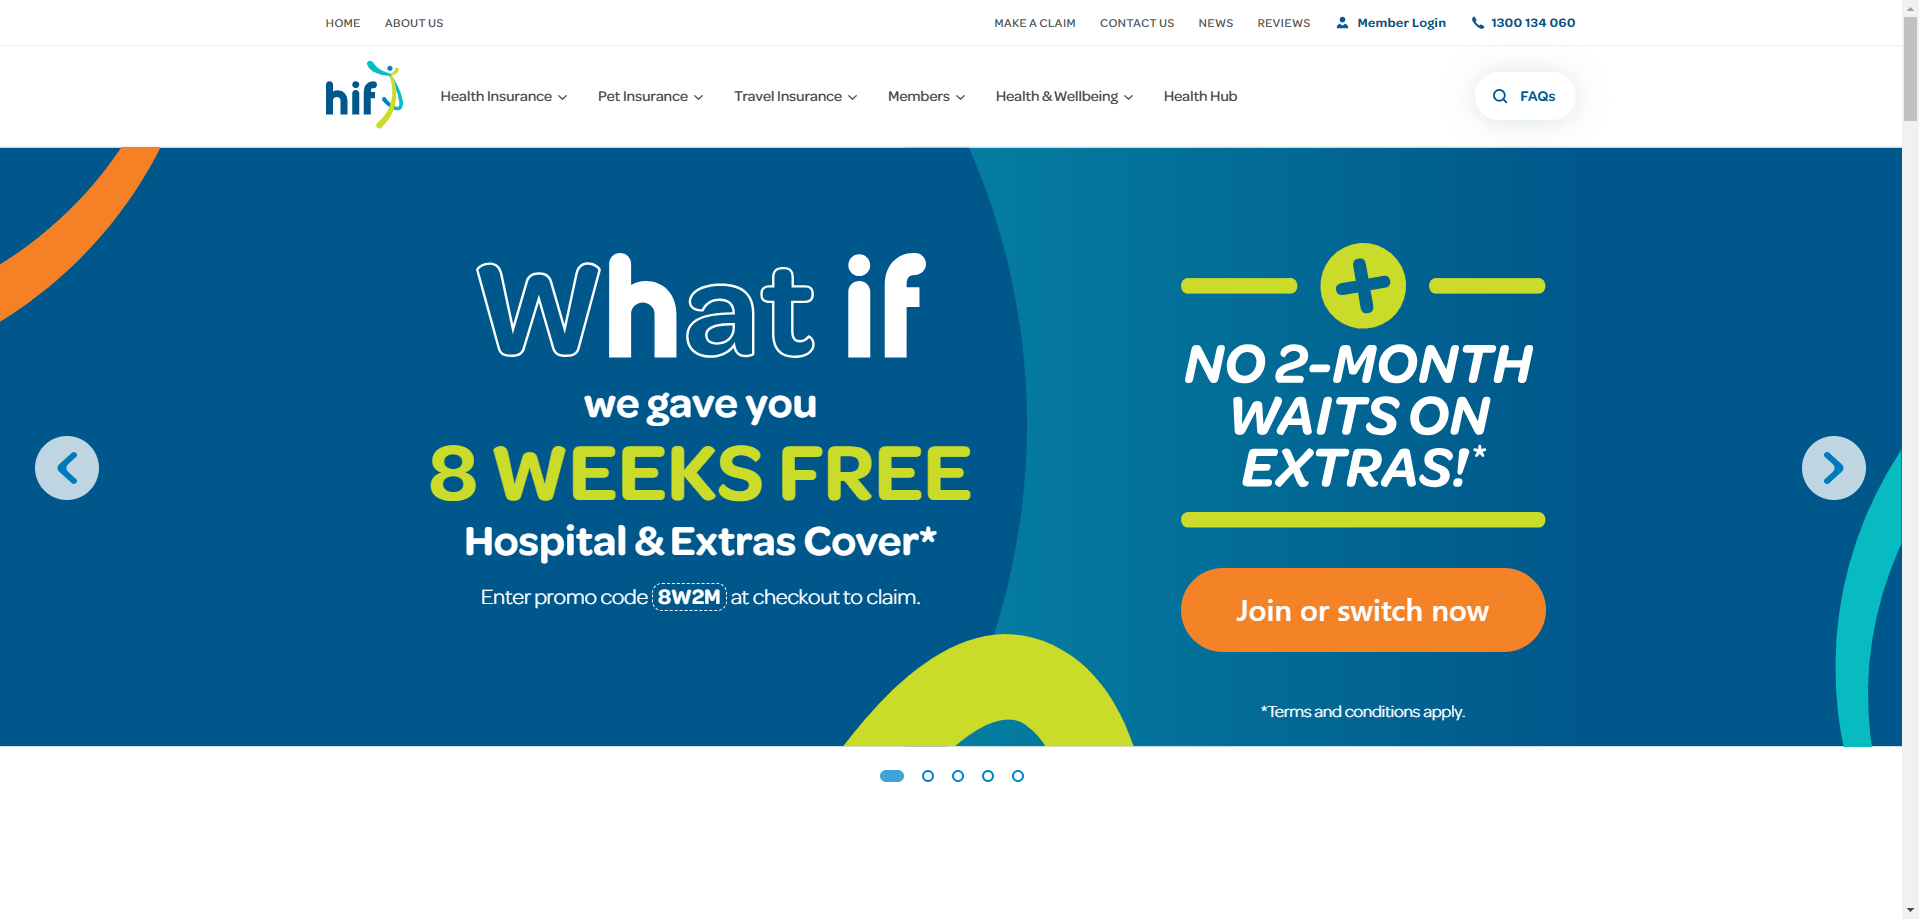 HOME ABOUT US MAKE A CLAIM CONTACT US NEWS REVIEWS Member Login 1300 134 060
hif Health Insurance Pet Insurance Travel Insurance Members Health & Wellbeing Health Hub FAQs
What if
we gave you
8 WEEKS FREE
Hospital & Extras Cover*
Enter promo code 8W2M at checkout to claim.
NO 2-MONTH
WAITS ON
EXTRAS!*
Join or switch now
*Terms and conditions apply.